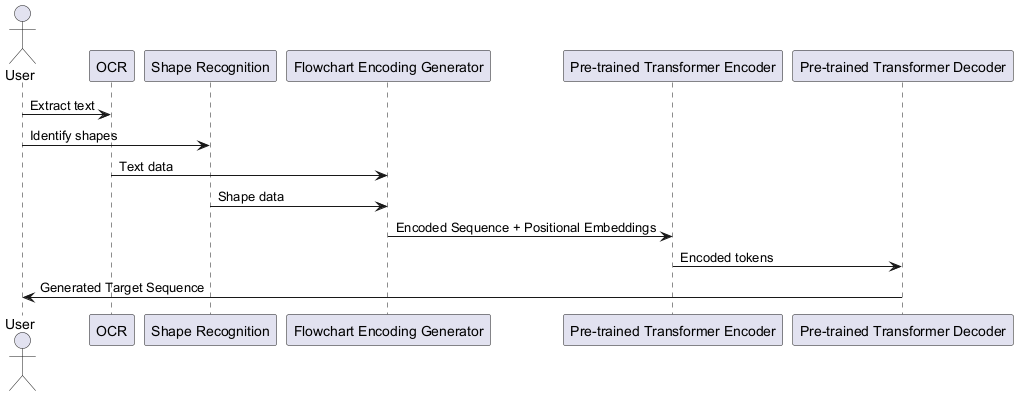 User
OCR
Shape Recognition
Flowchart Encoding Generator
Pre-trained Transformer Encoder
Pre-trained Transformer Decoder
Extract text
Identify shapes
Text data
Shape data
Encoded Sequence + Positional Embeddings
Encoded tokens
Generated Target Sequence
User
OCR
Shape Recognition
Flowchart Encoding Generator
Pre-trained Transformer Encoder
Pre-trained Transformer Decoder